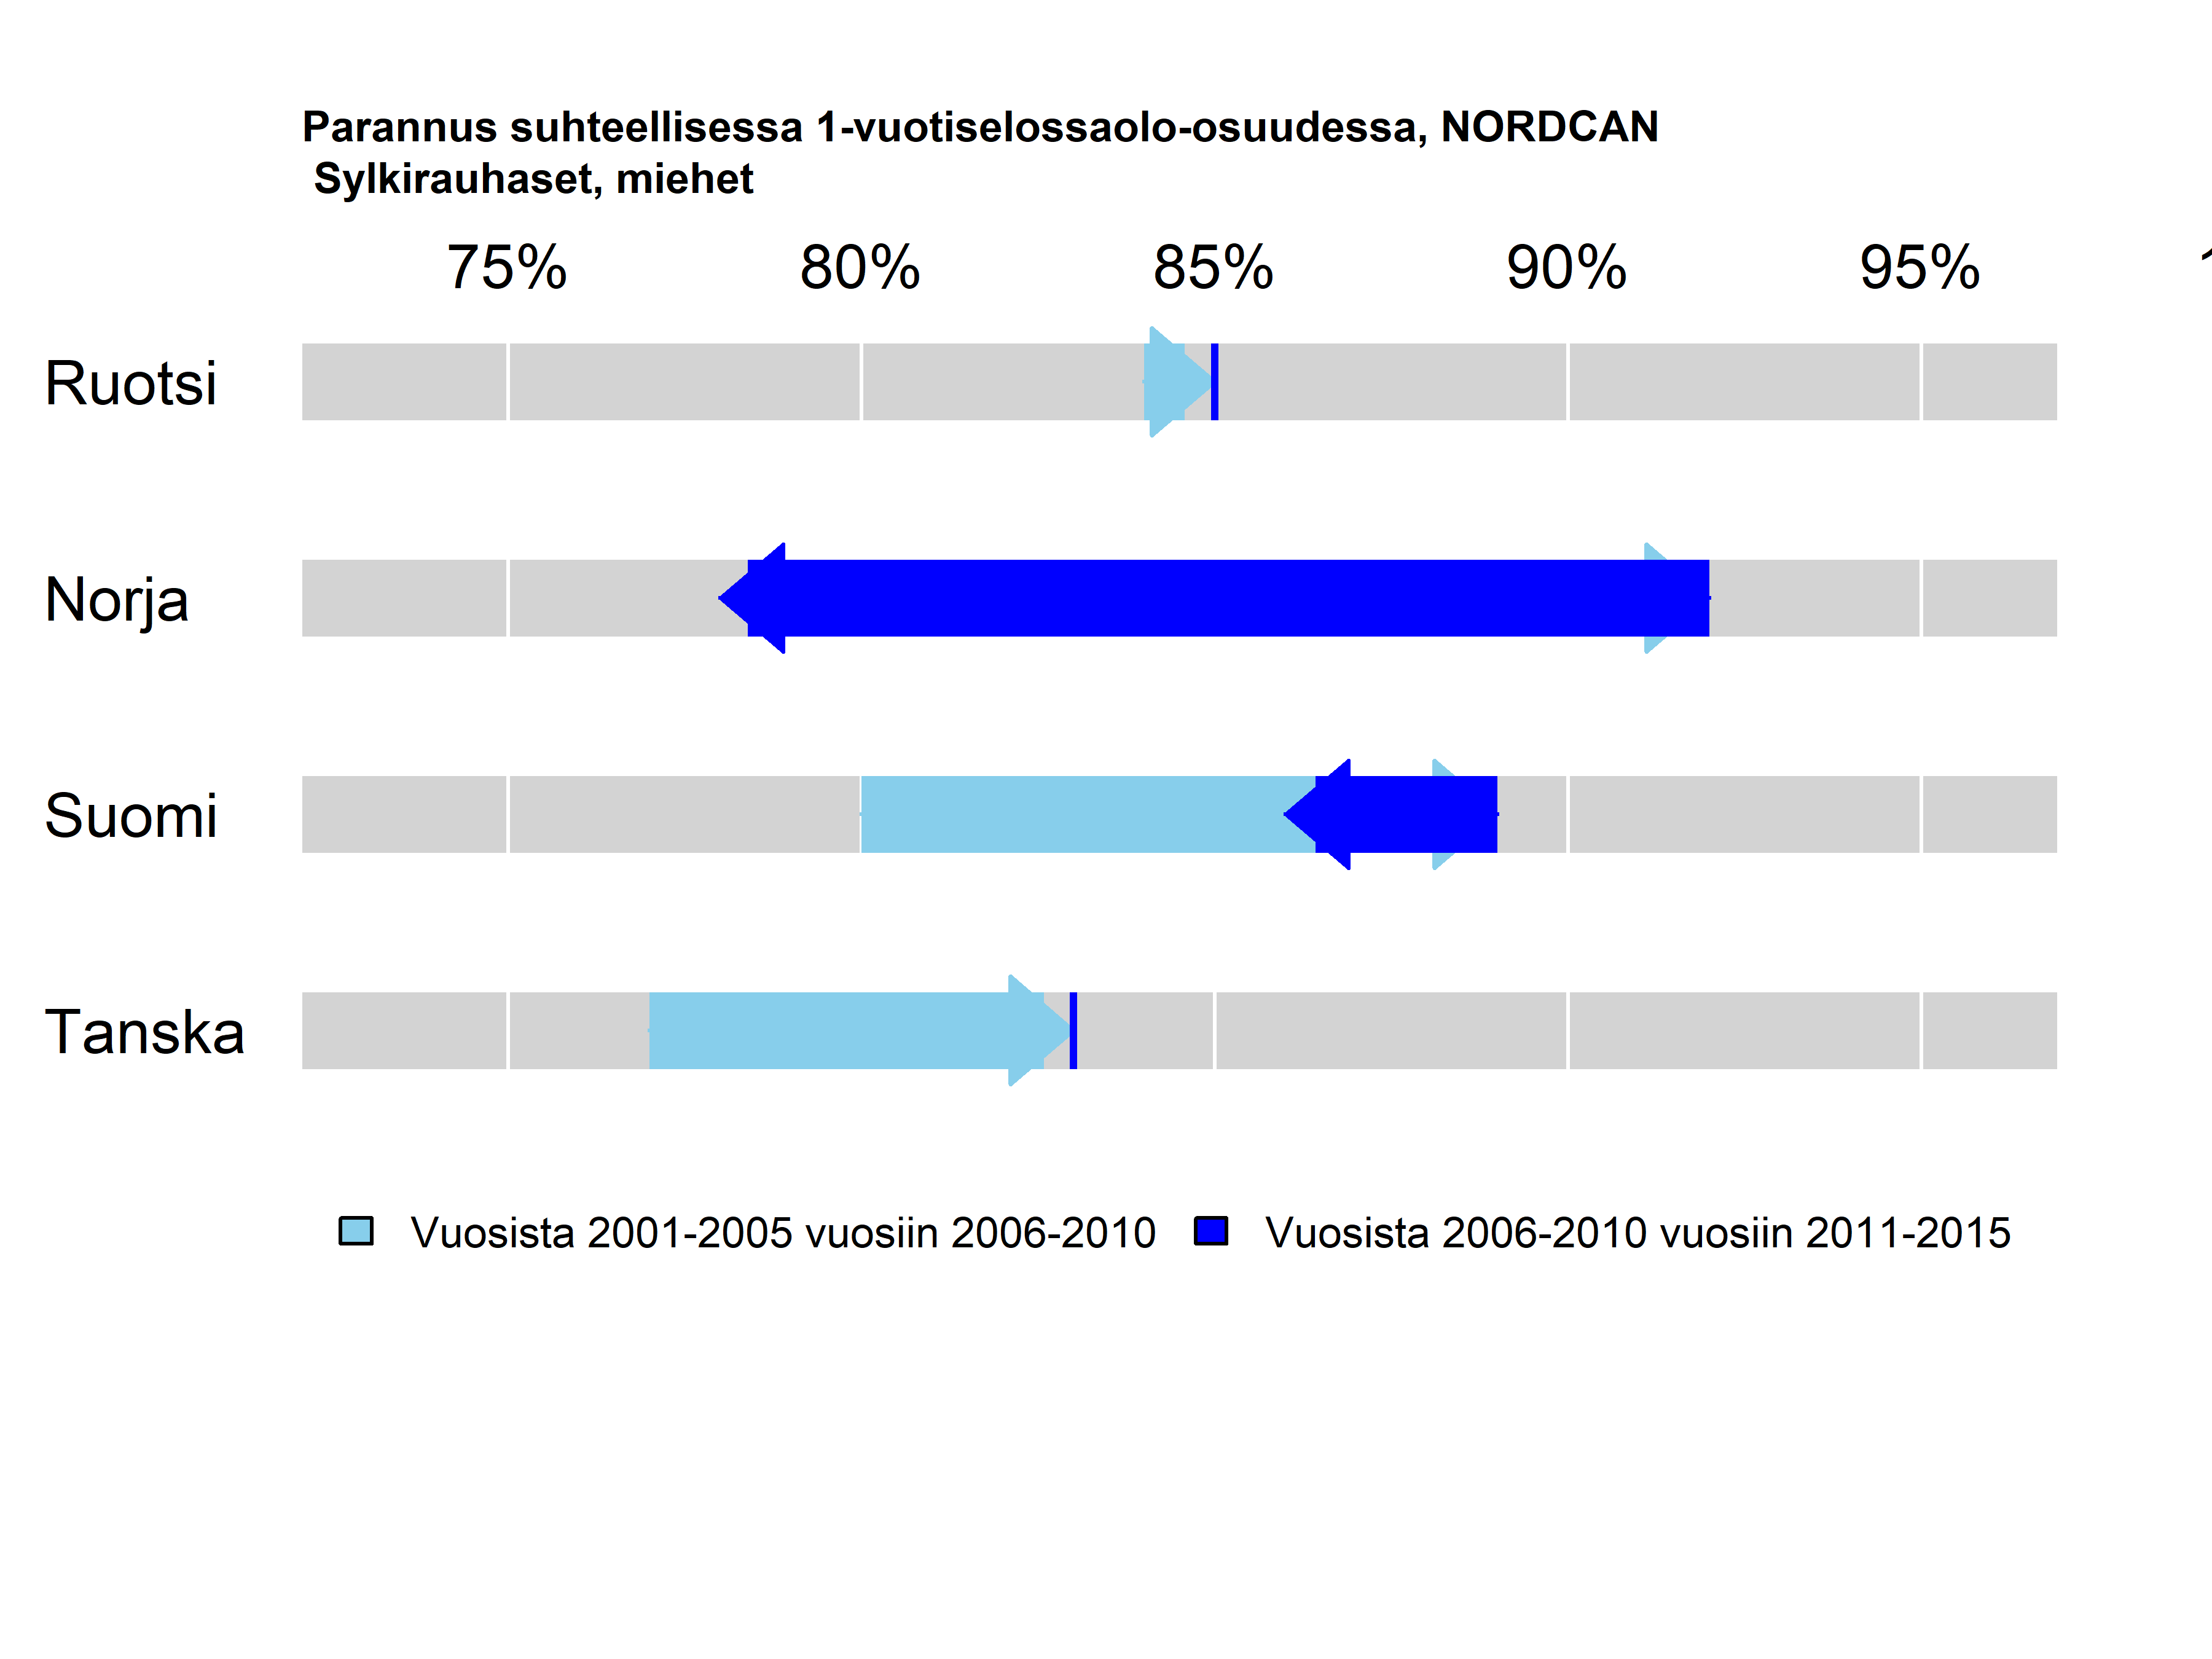 Parannus suhteellisessa 1-vuotiselossaolo-osuudessa, NORDCAN
Sylkirauhaset, miehet
75% 80% 85% 90% 95%
Ruotsi
Norja
Suomi
Tanska
Vuosista 2001-2005 vuosiin 2006-2010 Vuosista 2006-2010 vuosiin 2011-2015